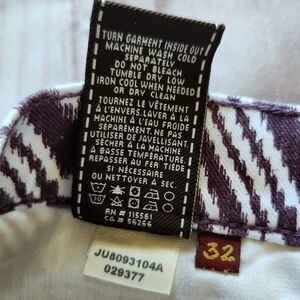 TURN GARMENT INSIDE OUT
MACHINE WASH COLD
SEPARATELY
DO NOT BLEACH
TUMBLE DRY LOW
IRON COOL WHEN NEEDED
OR DRY CLEAN
TOURNEZ LE VÊTEMENT
À L'ENVERS. LAVER À LA
MACHINE À L'EAU FROIDE
SÉPARÉMENT. NE PAS
UTILISER DE JAVELLISANT.
SÉCHER À LA MACHINE
À BASSE TEMPÉRATURE.
REPASSER AU FER TIÈDE
SI NÉCESSAIRE
OU NETTOYER À SEC
30
RN # 115561
CA # 56266
JU8093104A
029377
32